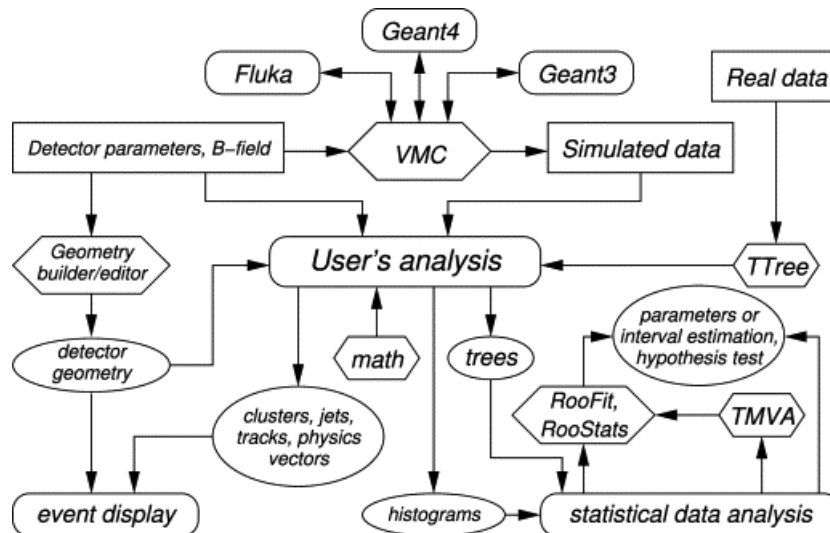 Geant4
Fluka
Geant3
Real data
Detector parameters, B−field
VMC
Simulated data
Geometry
builder/editor
User's analysis
TTree
detector
geometry
math
trees
parameters or
interval estimation,
hypothesis test
clusters, jets,
tracks, physics
vectors
RooFit,
RooStats
TMVA
event display
histograms
statistical data analysis